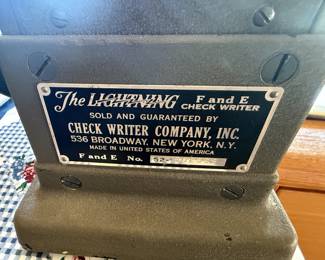 The LIGHTNING F and E
CHECK WRITER
SOLD AND GUARANTEED BY
CHECK WRITER COMPANY, INC.
536 BROADWAY, NEW YORK, N.Y.
MADE IN UNITED STATES OF AMERICA
F and E No.